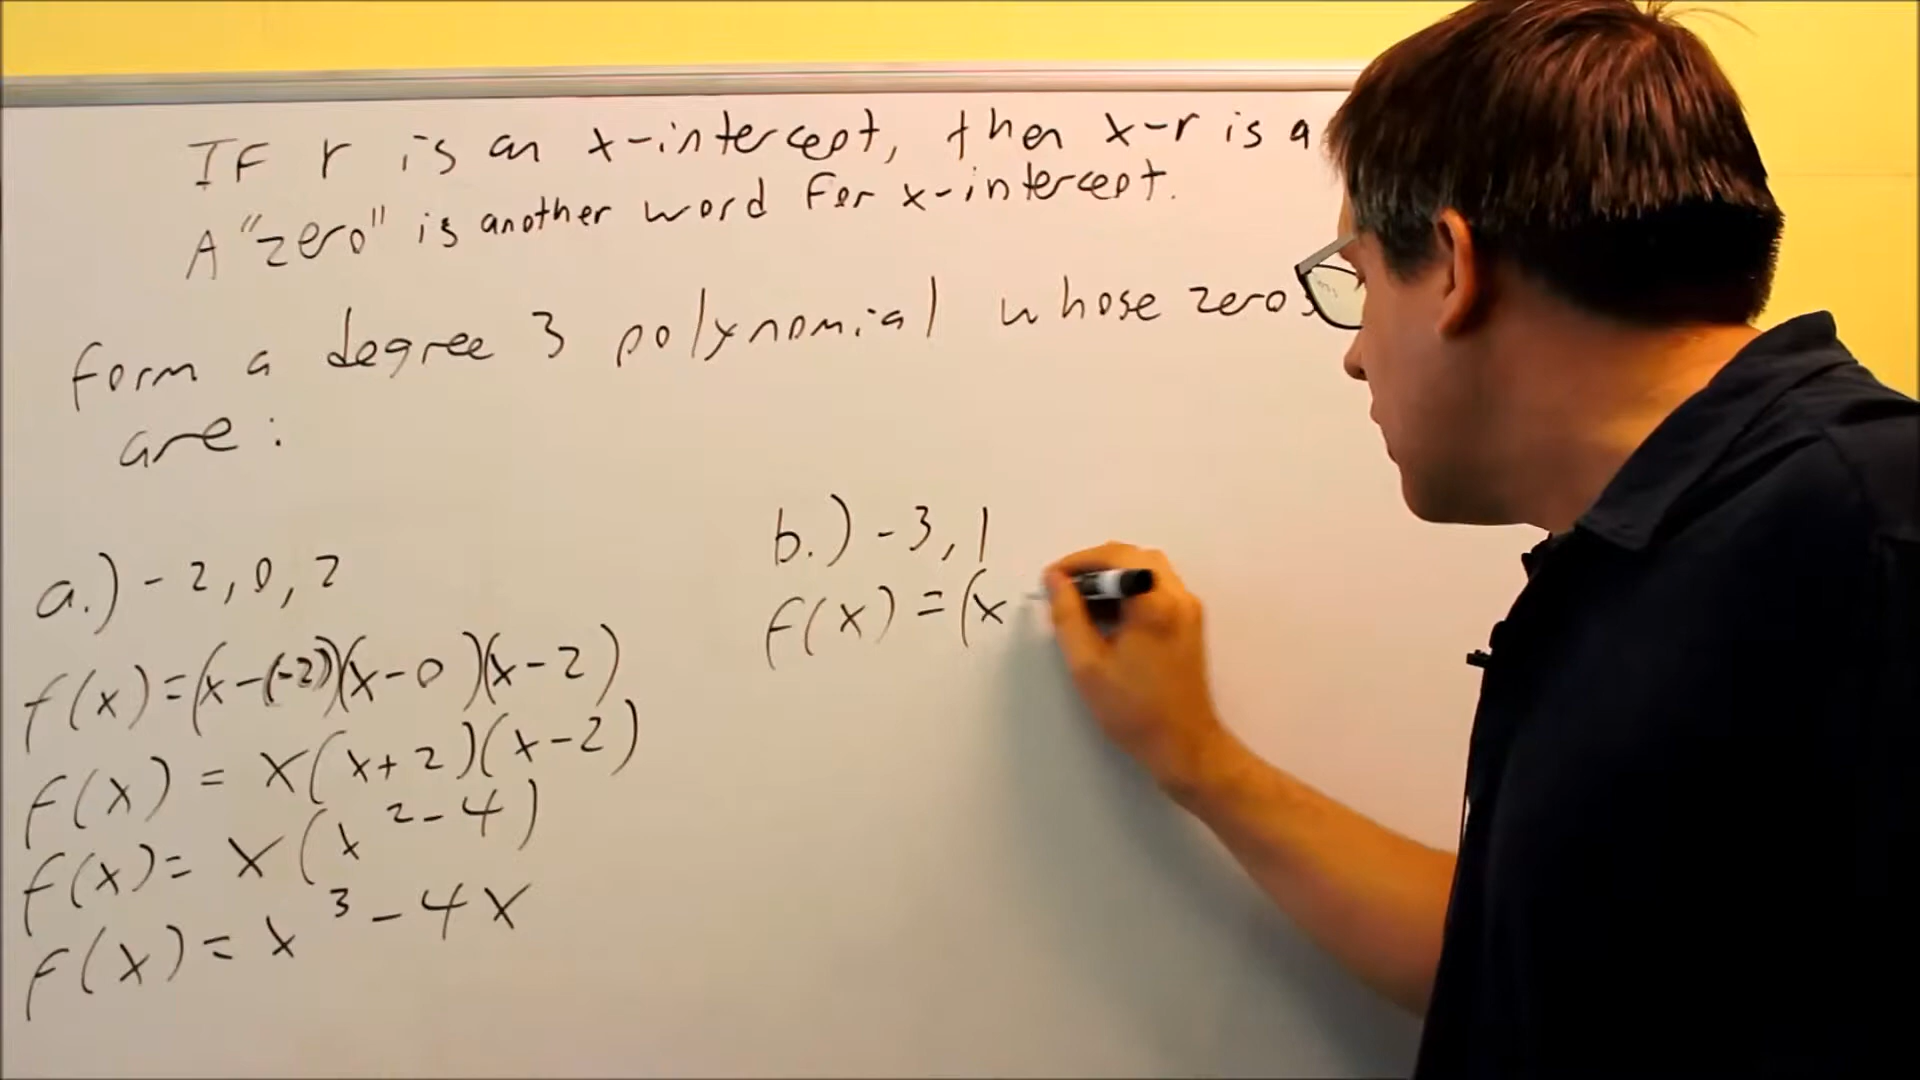 IF r is an x-intercept, then x-r is a
A "zero" is another word for x-intercept.
form a degree 3 polynomial whose zeros
are:
a.) -2, 0, 2
f(x)=(x-(-2))(x-0)(x-2)
f(x) = x(x+2)(x-2)
f(x)= x(x²-4)
f(x)= x³-4x
b.) -3, 1
f(x)=(x